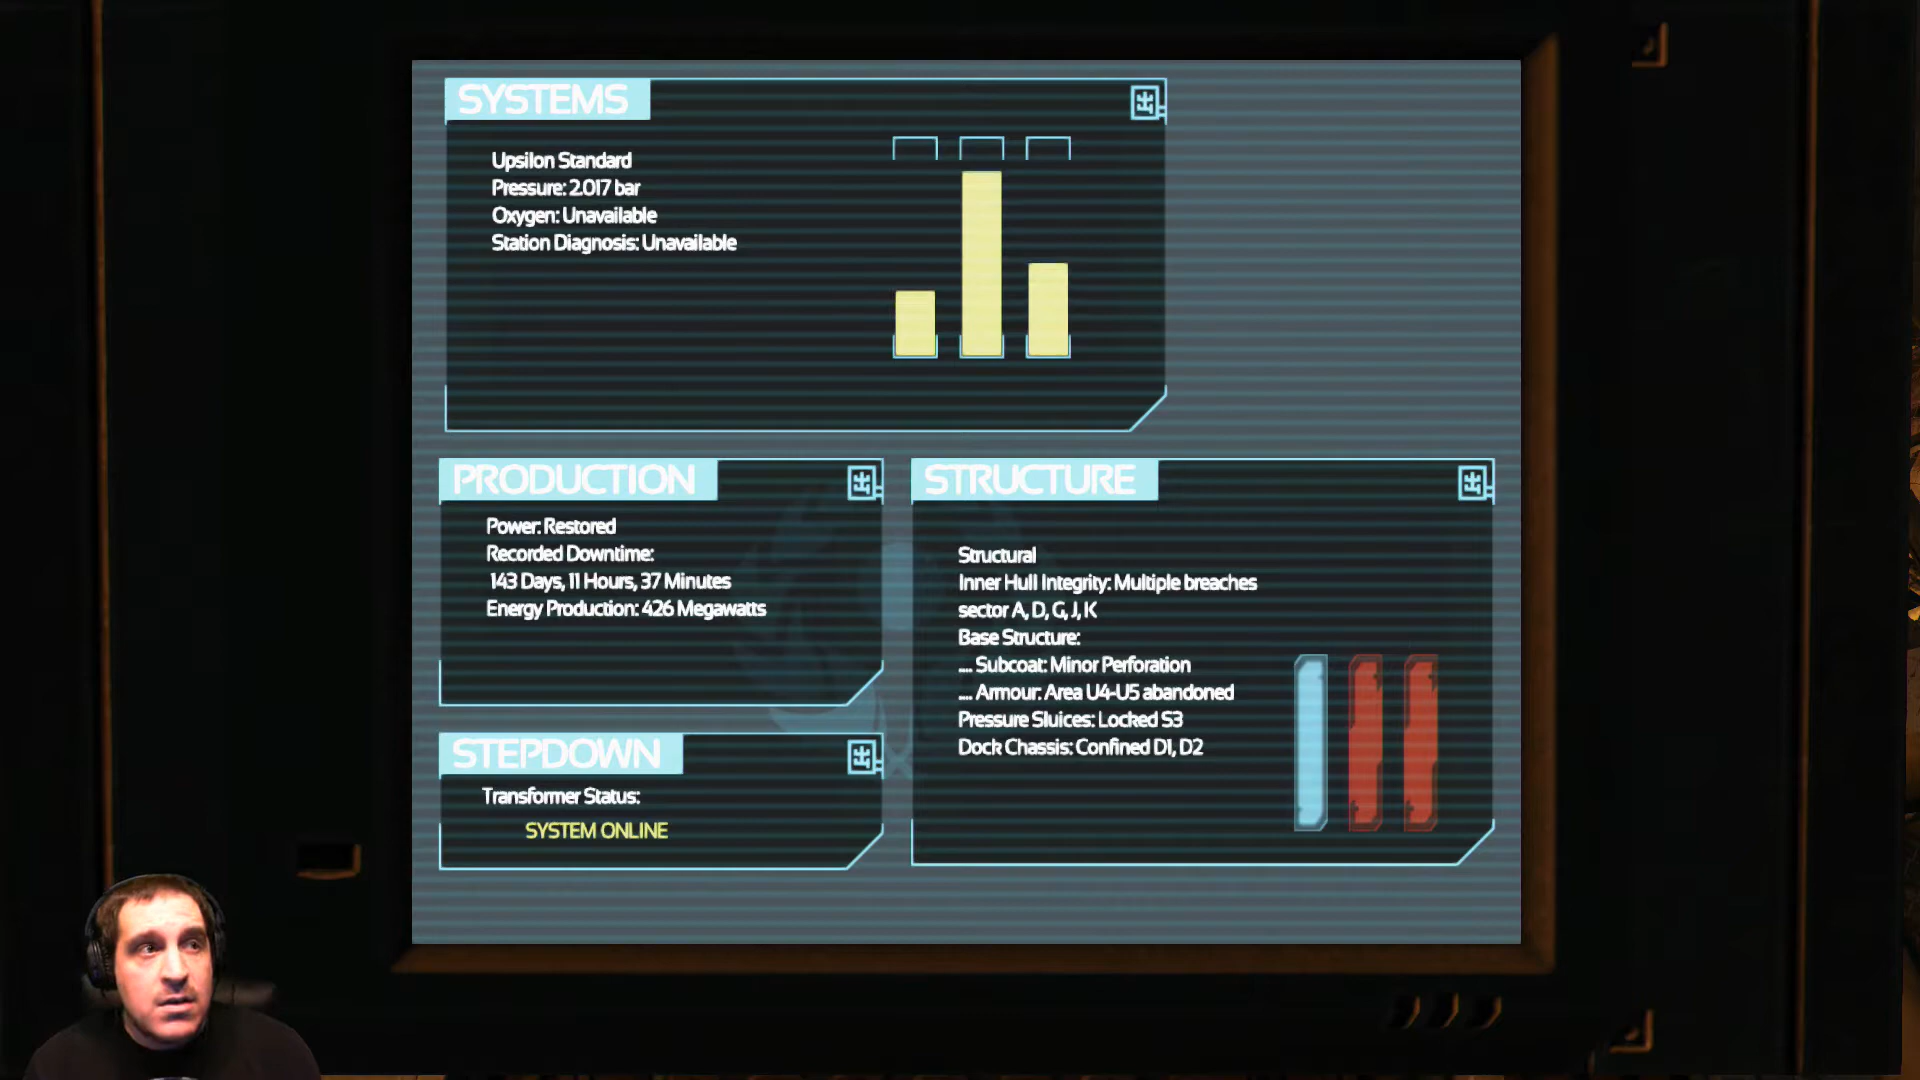 SYSTEMS
Upsilon Standard
Pressure: 2.017 bar
Oxygen: Unavailable
Station Diagnosis: Unavailable
PRODUCTION
Power: Restored
Recorded Downtime:
143 Days, 11 Hours, 37 Minutes
Energy Production: 426 Megawatts
STEPDOWN
Transformer Status:
SYSTEM ONLINE
STRUCTURE
Structural
Inner Hull Integrity: Multiple breaches
sector A, D, G, J, K
Base Structure:
.... Subcoat: Minor Perforation
.... Armour: Area U4-U5 abandoned
Pressure Sluices: Locked S3
Dock Chassis: Confined D1, D2